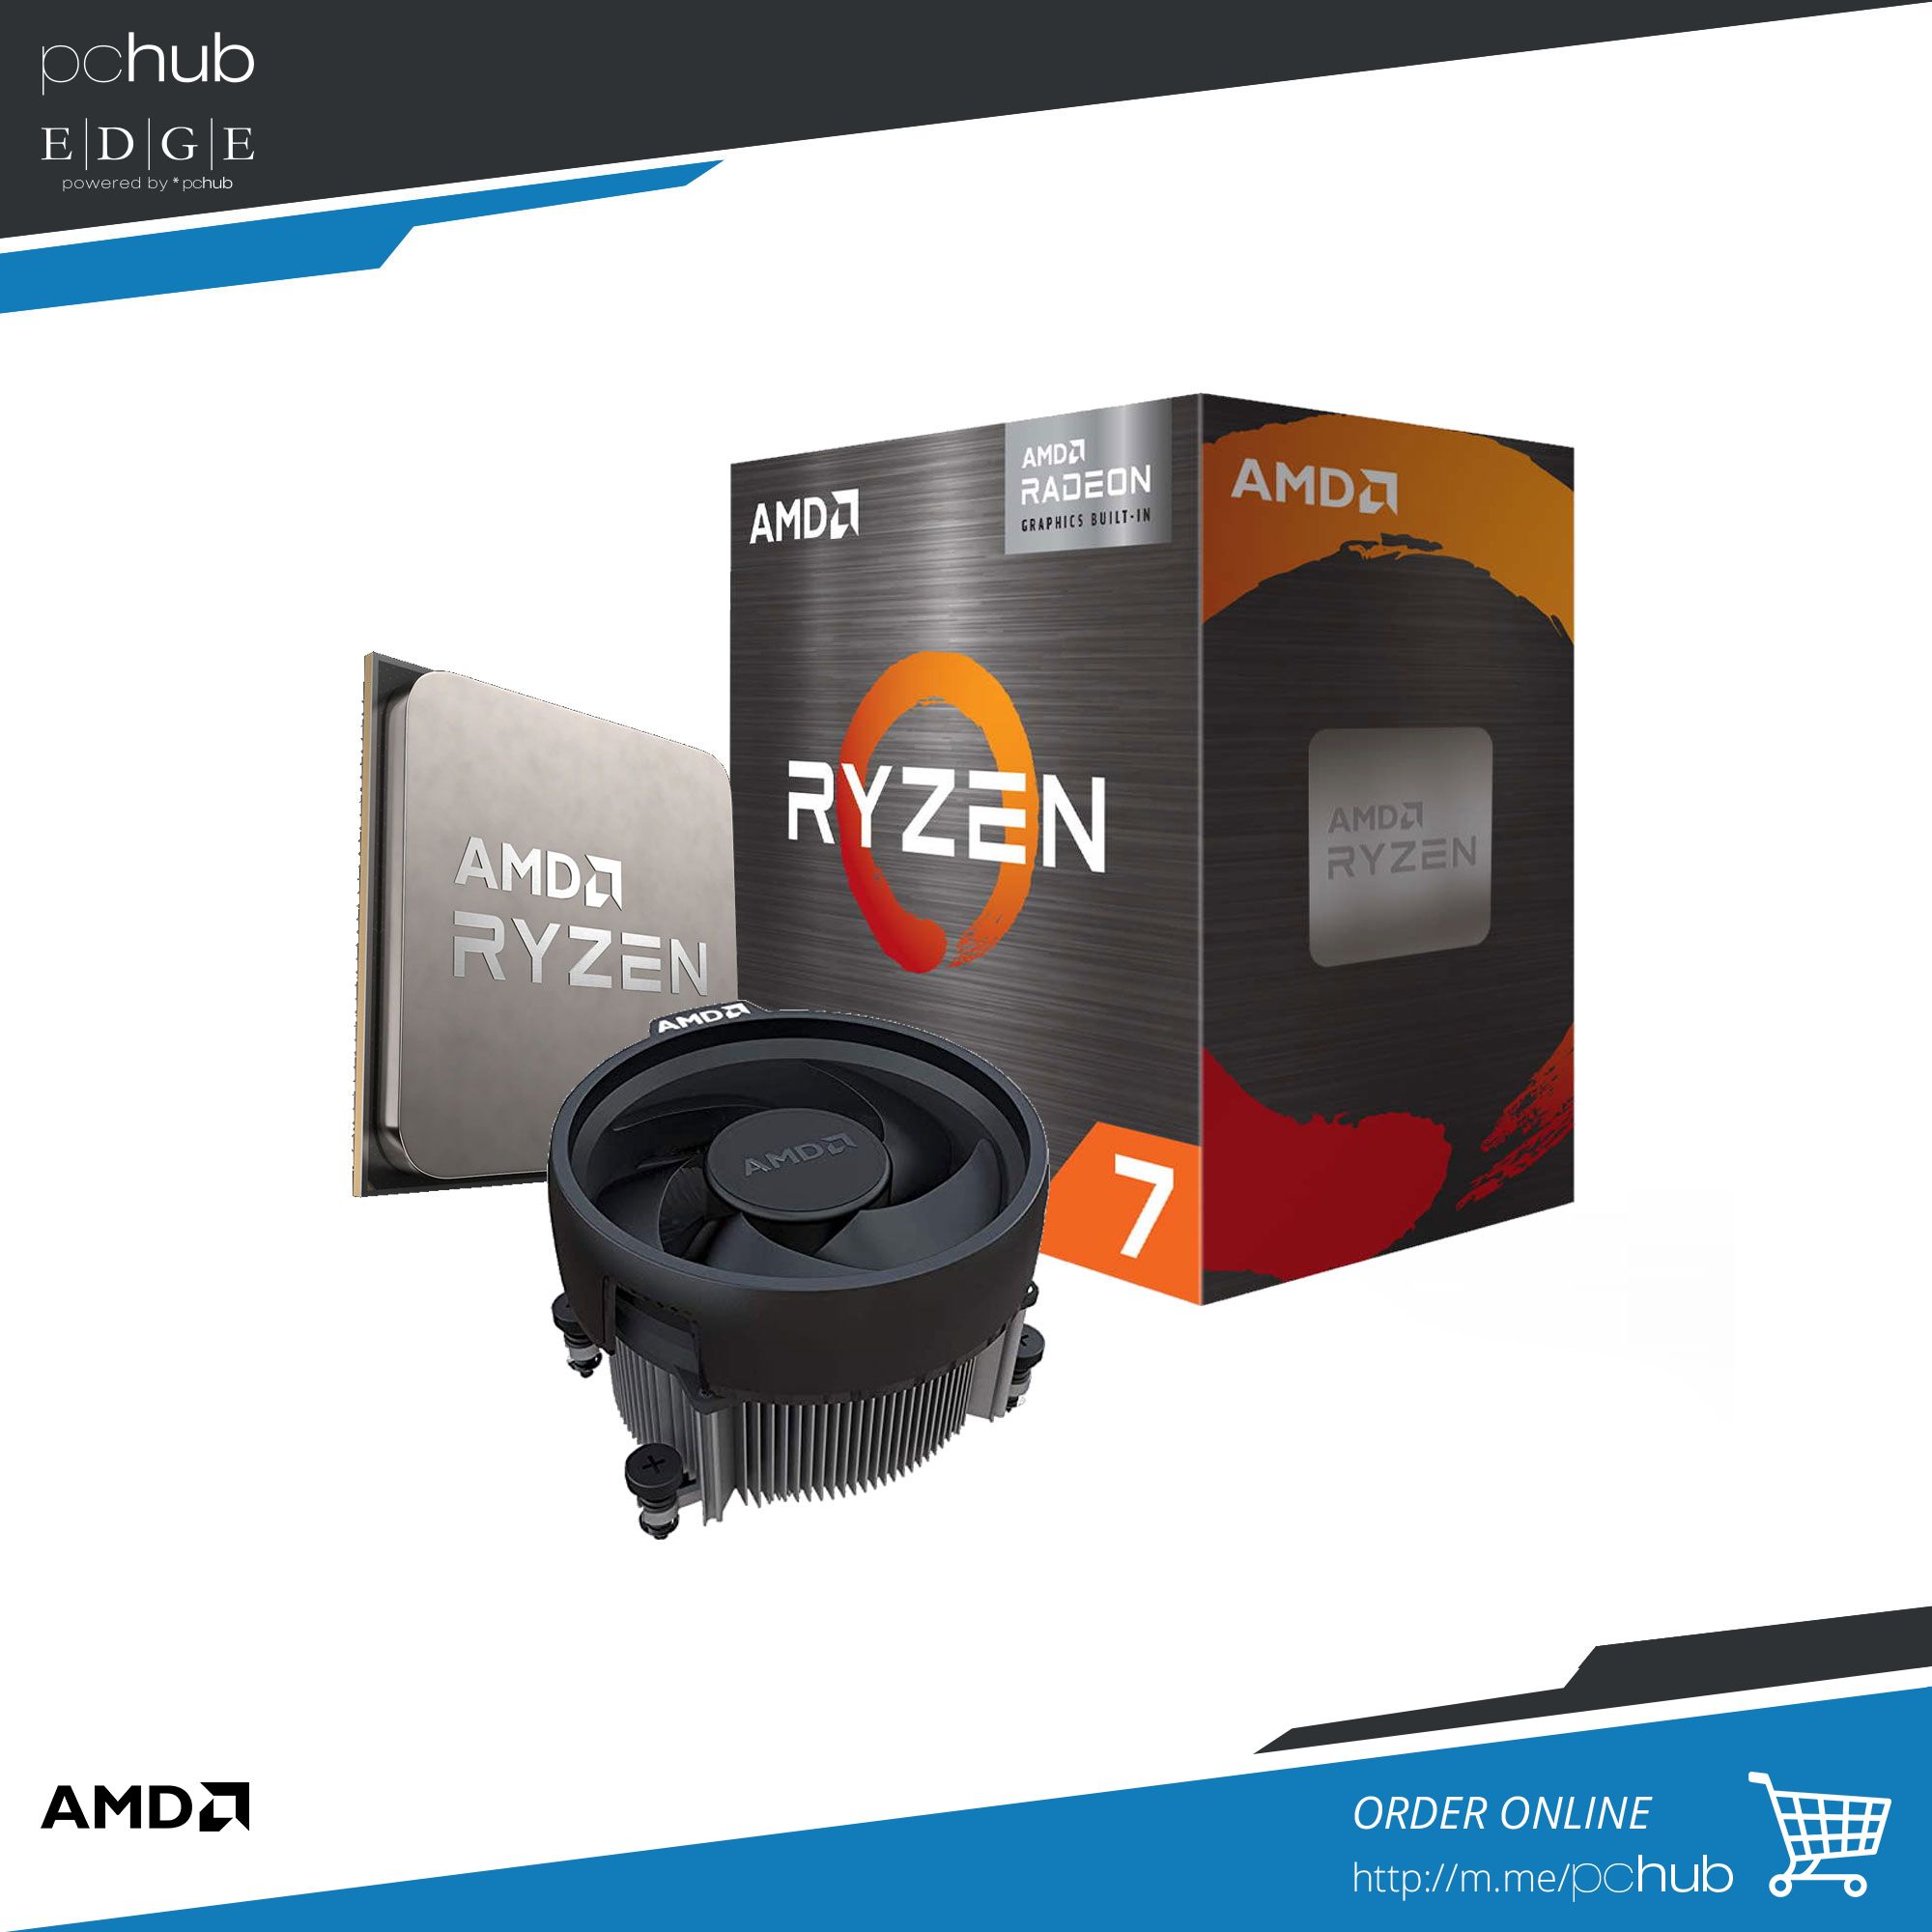 pchub
E|D|G|E
powered by *pchub
AMD
RADEON
GRAPHICS BUILT-IN
AMD
AMD
RYZEN
AMD
RYZEN
AMD
RYZEN
AMD
AMD
7
AMD
ORDER ONLINE
http://m.me/pchub